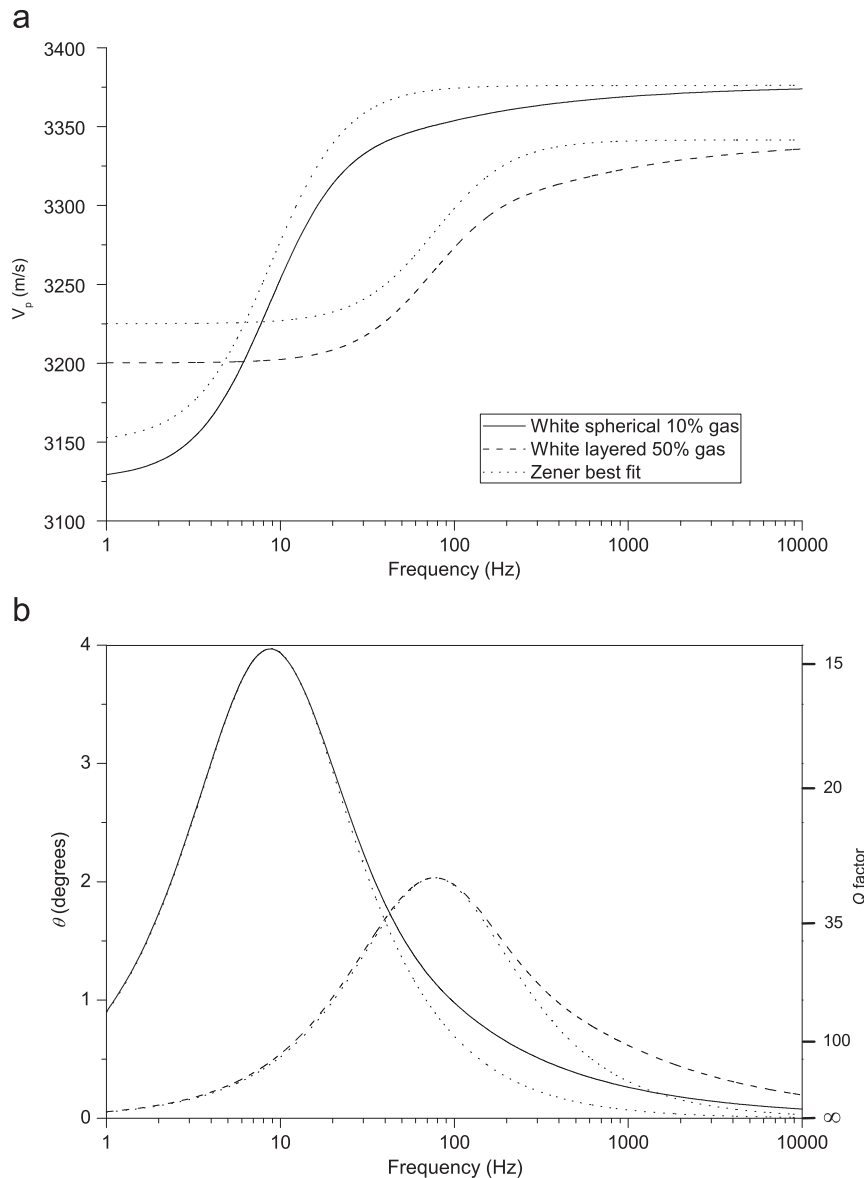 a
3400
3350
3300
3250
3200
3150
3100
V_p (m/s)
White spherical 10% gas
White layered 50% gas
Zener best fit
1 10 100 1000 10000
Frequency (Hz)
b
4
3
2
1
0
θ (degrees)
15
20
35
100
∞
Q factor
1 10 100 1000 10000
Frequency (Hz)